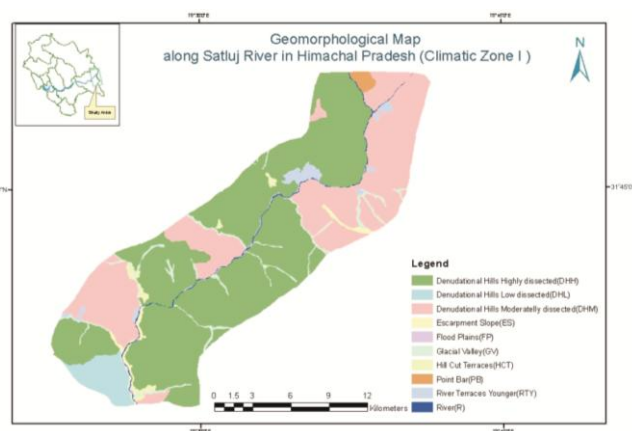 Geomorphological Map
along Satluj River in Himachal Pradesh (Climatic Zone I )
N
Study Area
Legend
Denudational Hills Highly dissected(DHH)
Denudational Hills Low dissected(DHL)
Denudational Hills Moderatelly dissected(DHM)
Escarpment Slope(ES)
Flood Plains(FP)
Glacial Valley(GV)
Hill Cut Terraces(HCT)
Point Bar(PB)
River Terraces Younger(RTY)
River(R)
0 1.5 3 6 9 12
Kilometers